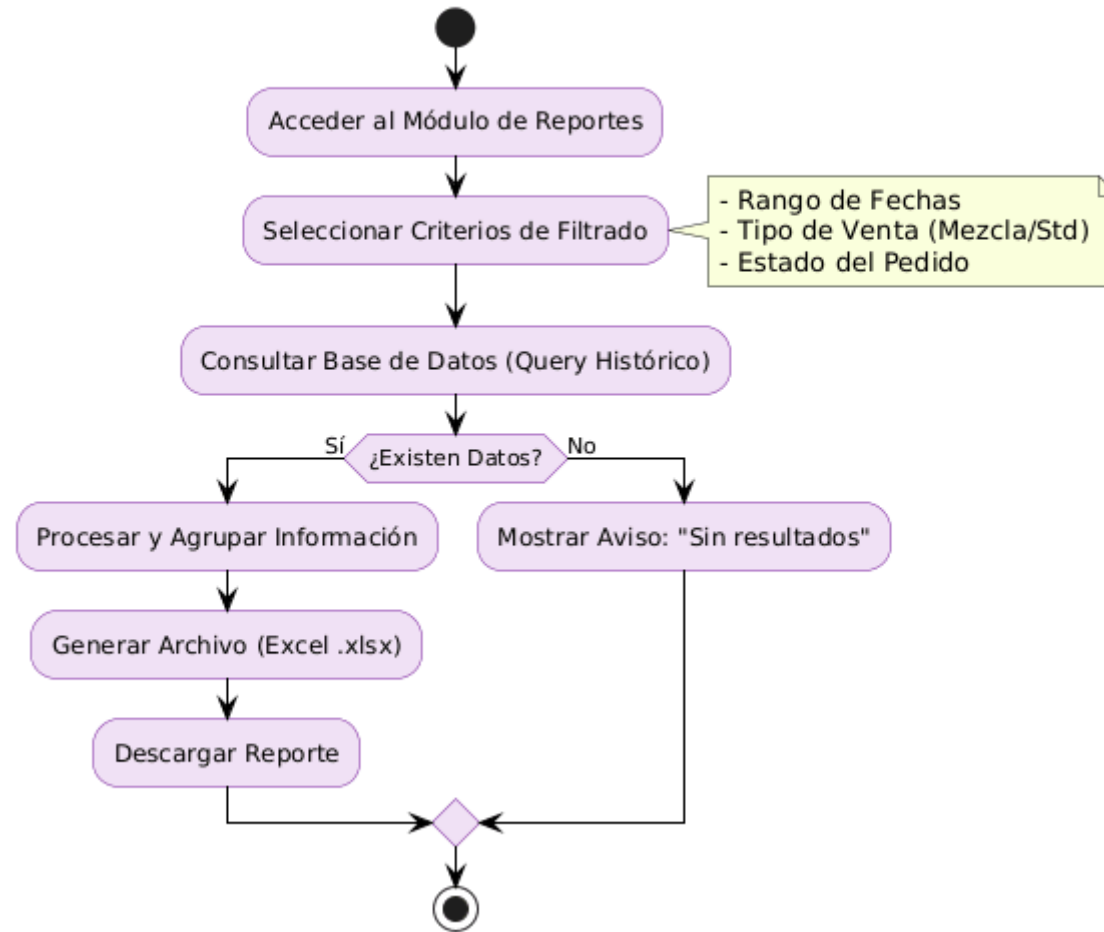 Acceder al Módulo de Reportes
Seleccionar Criterios de Filtrado
- Rango de Fechas
- Tipo de Venta (Mezcla/Std)
- Estado del Pedido
Consultar Base de Datos (Query Histórico)
Sí
¿Existen Datos?
No
Procesar y Agrupar Información
Mostrar Aviso: "Sin resultados"
Generar Archivo (Excel .xlsx)
Descargar Reporte